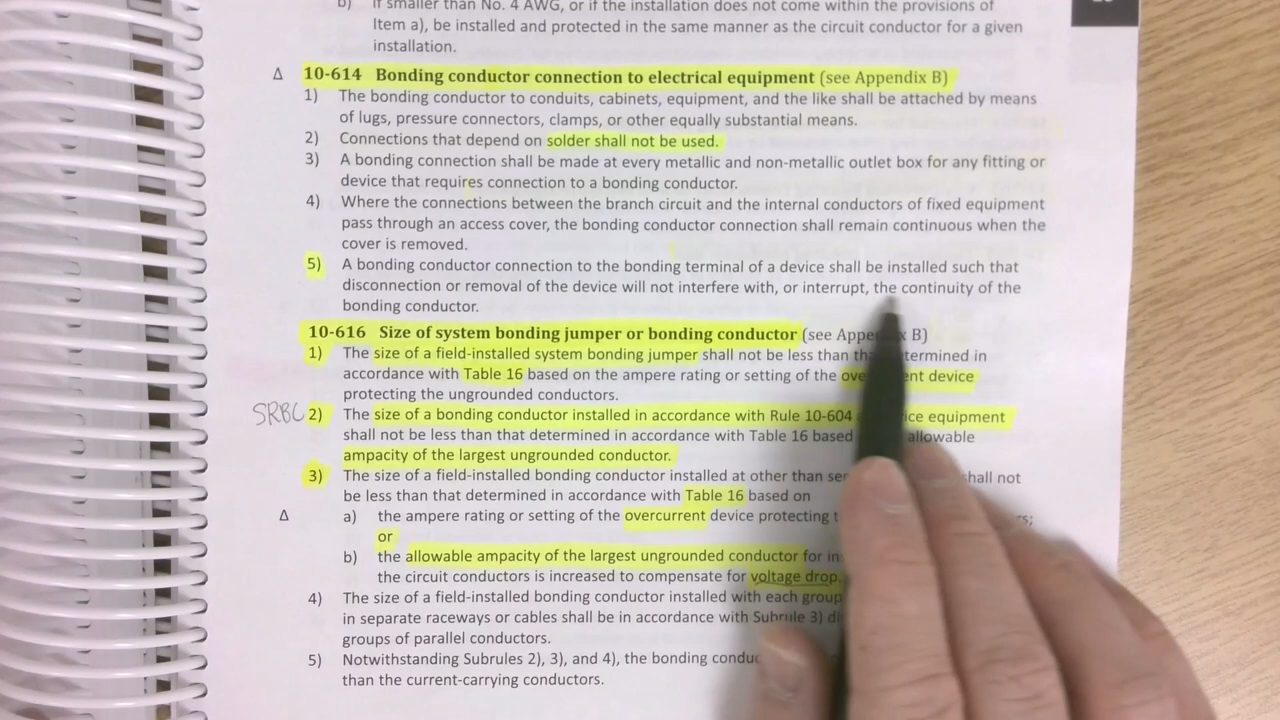 b) If smaller than No. 4 AWG, or if the installation does not come within the provisions of
Item a), be installed and protected in the same manner as the circuit conductor for a given
installation.
Δ 10-614 Bonding conductor connection to electrical equipment (see Appendix B)
1) The bonding conductor to conduits, cabinets, equipment, and the like shall be attached by means
of lugs, pressure connectors, clamps, or other equally substantial means.
2) Connections that depend on solder shall not be used.
3) A bonding connection shall be made at every metallic and non-metallic outlet box for any fitting or
device that requires connection to a bonding conductor.
4) Where the connections between the branch circuit and the internal conductors of fixed equipment
pass through an access cover, the bonding conductor connection shall remain continuous when the
cover is removed.
5) A bonding conductor connection to the bonding terminal of a device shall be installed such that
disconnection or removal of the device will not interfere with, or interrupt, the continuity of the
bonding conductor.
10-616 Size of system bonding jumper or bonding conductor (see Appendix B)
1) The size of a field-installed system bonding jumper shall not be less than determined in
accordance with Table 16 based on the ampere rating or setting of the device
protecting the ungrounded conductors.
SRBC 2) The size of a bonding conductor installed in accordance with Rule 10-604 equipment
shall not be less than that determined in accordance with Table 16 based allowable
ampacity of the largest ungrounded conductor.
3) The size of a field-installed bonding conductor installed at other than shall not
be less than that determined in accordance with Table 16 based on
Δ a) the ampere rating or setting of the overcurrent device protecting
or
b) the allowable ampacity of the largest ungrounded conductor for
the circuit conductors is increased to compensate for voltage drop.
4) The size of a field-installed bonding conductor installed with each group
in separate raceways or cables shall be in accordance with Subrule 3)
groups of parallel conductors.
5) Notwithstanding Subrules 2), 3), and 4), the bonding
than the current-carrying conductors.